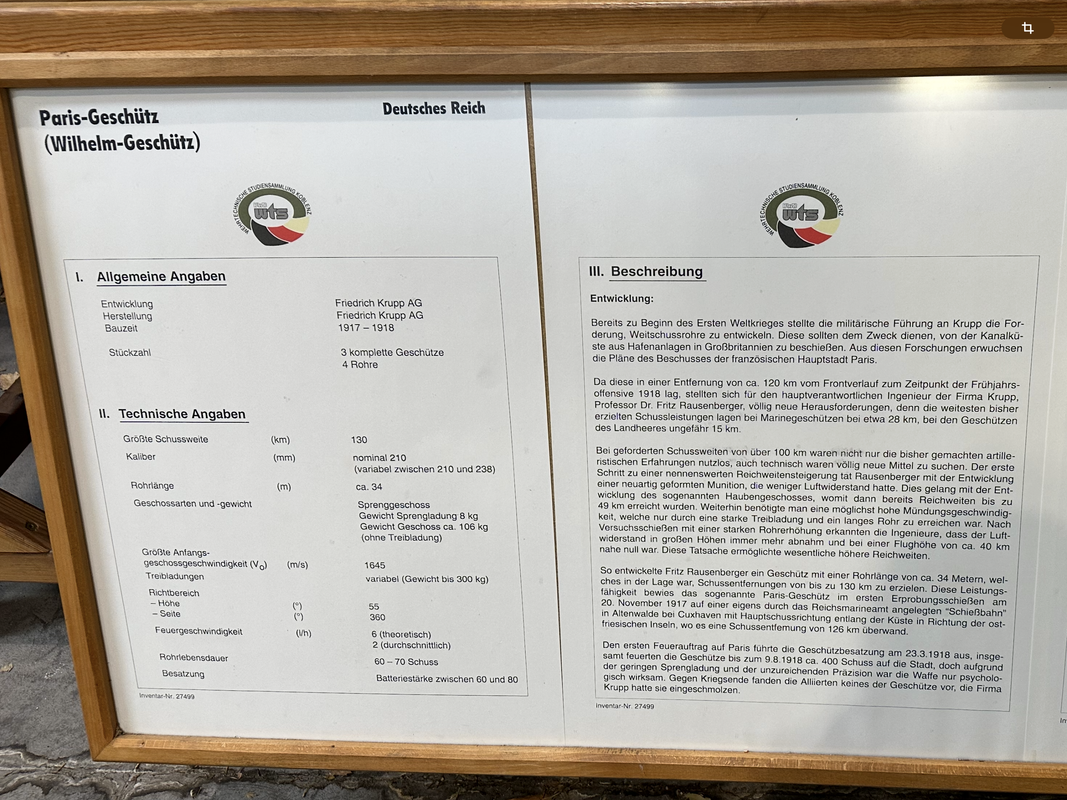 Paris-Geschütz
(Wilhelm-Geschütz)
Deutsches Reich
WEHRTECHNISCHE STUDIENSAMMLUNG KOBLENZ
wts
I. Allgemeine Angaben
Entwicklung Friedrich Krupp AG
Herstellung Friedrich Krupp AG
Bauzeit 1917 – 1918
Stückzahl 3 komplette Geschütze
4 Rohre
II. Technische Angaben
Größte Schussweite (km) 130
Kaliber (mm) nominal 210
(variabel zwischen 210 und 238)
Rohrlänge (m) ca. 34
Geschossarten und -gewicht Sprenggeschoss
Gewicht Sprengladung 8 kg
Gewicht Geschoss ca. 106 kg
(ohne Treibladung)
Größte Anfangs-
geschossgeschwindigkeit (Vo) (m/s) 1645
Treibladungen variabel (Gewicht bis 300 kg)
Richtbereich
– Höhe (°) 55
– Seite (°) 360
Feuergeschwindigkeit (l/h) 6 (theoretisch)
2 (durchschnittlich)
Rohrlebensdauer 60 – 70 Schuss
Besatzung Batteriestärke zwischen 60 und 80
Inventar-Nr. 27499
WEHRTECHNISCHE STUDIENSAMMLUNG KOBLENZ
wts
III. Beschreibung
Entwicklung:
Bereits zu Beginn des Ersten Weltkrieges stellte die militärische Führung an Krupp die For-
derung, Weitschussrohre zu entwickeln. Diese sollten dem Zweck dienen, von der Kanalkü-
ste aus Hafenanlagen in Großbritannien zu beschießen. Aus diesen Forschungen erwuchsen
die Pläne des Beschusses der französischen Hauptstadt Paris.
Da diese in einer Entfernung von ca. 120 km vom Frontverlauf zum Zeitpunkt der Frühjahrs-
offensive 1918 lag, stellten sich für den hauptverantwortlichen Ingenieur der Firma Krupp,
Professor Dr. Fritz Rausenberger, völlig neue Herausforderungen, denn die weitesten bisher
erzielten Schussleistungen lagen bei Marinegeschützen bei etwa 28 km, bei den Geschützen
des Landheeres ungefähr 15 km.
Bei geforderten Schussweiten von über 100 km waren nicht nur die bisher gemachten artille-
ristischen Erfahrungen nutzlos, auch technisch waren völlig neue Mittel zu suchen. Der erste
Schritt zu einer nennenswerten Reichweitensteigerung tat Rausenberger mit der Entwicklung
einer neuartig geformten Munition, die weniger Luftwiderstand hatte. Dies gelang mit der Ent-
wicklung des sogenannten Haubengeschosses, womit dann bereits Reichweiten bis zu
49 km erreicht wurden. Weiterhin benötigte man eine möglichst hohe Mündungsgeschwindig-
keit, welche nur durch eine starke Treibladung und ein langes Rohr zu erreichen war. Nach
Versuchsschießen mit einer starken Rohrerhöhung erkannten die Ingenieure, dass der Luft-
widerstand in großen Höhen immer mehr abnahm und bei einer Flughöhe von ca. 40 km
nahe null war. Diese Tatsache ermöglichte wesentliche höhere Reichweiten.
So entwickelte Fritz Rausenberger ein Geschütz mit einer Rohrlänge von ca. 34 Metern, wel-
ches in der Lage war, Schussentfernungen von bis zu 130 km zu erzielen. Diese Leistungs-
fähigkeit bewies das sogenannte Paris-Geschütz im ersten Erprobungsschießen am
20. November 1917 auf einer eigens durch das Reichsmarineamt angelegten "Schießbahn"
in Altenwalde bei Cuxhaven mit Hauptschussrichtung entlang der Küste in Richtung der ost-
friesischen Inseln, wo es eine Schussentfernung von 126 km überwand.
Den ersten Feuerauftrag auf Paris führte die Geschützbesatzung am 23.3.1918 aus, insge-
samt feuerten die Geschütze bis zum 9.8.1918 ca. 400 Schuss auf die Stadt, doch aufgrund
der geringen Sprengladung und der unzureichenden Präzision war die Waffe nur psycholo-
gisch wirksam. Gegen Kriegsende fanden die Alliierten keines der Geschütze vor, die Firma
Krupp hatte sie eingeschmolzen.
Inventar-Nr. 27499